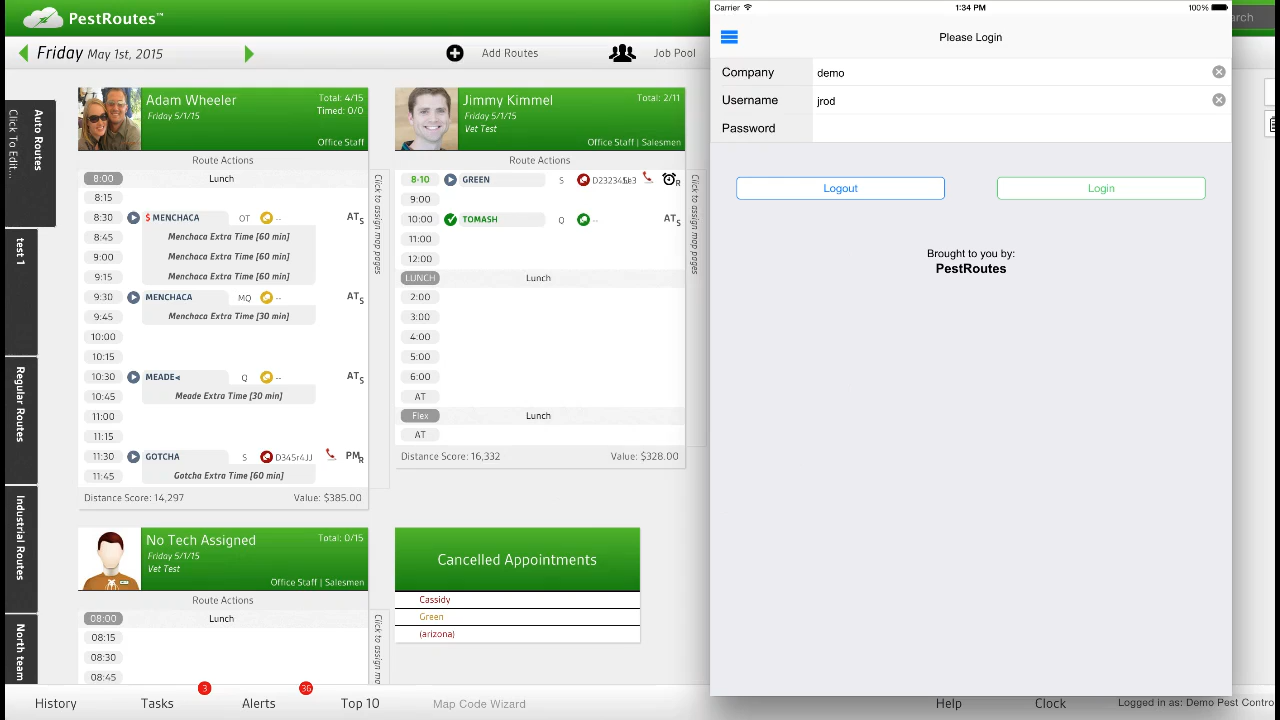 PestRoutes™
Friday May 1st, 2015
Add Routes
Job Pool
Auto Routes
Click To Edit...
test 1
Regular Routes
Industrial Routes
North team
Adam Wheeler
Total: 4/15
Friday 5/1/15
Timed: 0/0
Office Staff
Route Actions
8:00 Lunch
8:15
8:30 $ MENCHACA OT -- ATS
8:45 Menchaca Extra Time [60 min]
9:00 Menchaca Extra Time [60 min]
9:15 Menchaca Extra Time [60 min]
9:30 MENCHACA MQ -- ATS
9:45 Menchaca Extra Time [30 min]
10:00
10:15
10:30 MEADE Q -- ATS
10:45 Meade Extra Time [30 min]
11:00
11:15
11:30 GOTCHA S D345r4JJ PMR
11:45 Gotcha Extra Time [60 min]
Distance Score: 14,297 Value: $385.00
Click to assign map pages
Jimmy Kimmel
Total: 2/11
Friday 5/1/15
Vet Test
Office Staff | Salesmen
Route Actions
8-10 GREEN S R
9:00
10:00 TOMASH Q -- ATS
11:00
12:00
LUNCH Lunch
2:00
3:00
4:00
5:00
6:00
AT
Flex Lunch
AT
Distance Score: 16,332 Value: $328.00
Click to assign map pages
No Tech Assigned
Total: 0/15
Friday 5/1/15
Vet Test
Office Staff | Salesmen
Route Actions
08:00 Lunch
08:15
08:30
08:45
Click to assign ma
Cancelled Appointments
Cassidy
Green
(arizona)
Carrier 1:34 PM 100%
Please Login
Company demo
Username jrod
Password
Logout Login
Brought to you by:
PestRoutes
arch
History
Tasks 3
Alerts 36
Top 10
Map Code Wizard
Help
Clock
Logged in as: Demo Pest Contro